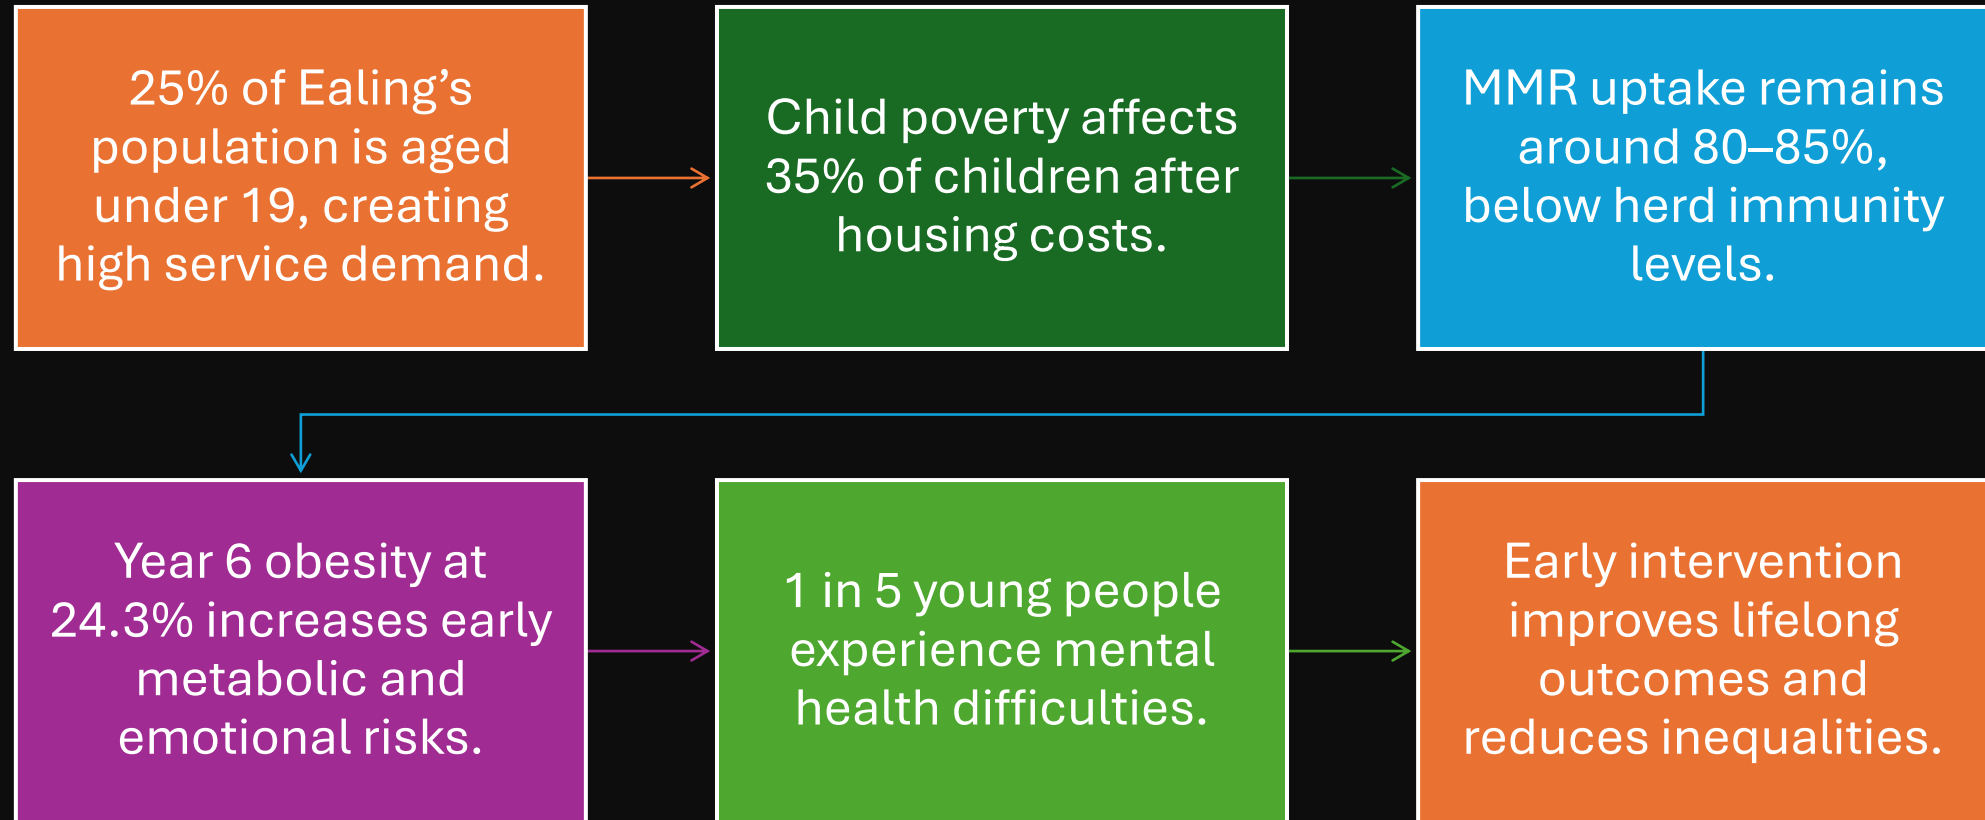 25% of Ealing’s
population is aged
under 19, creating
high service demand.
Child poverty affects
35% of children after
housing costs.
MMR uptake remains
around 80–85%,
below herd immunity
levels.
Year 6 obesity at
24.3% increases early
metabolic and
emotional risks.
1 in 5 young people
experience mental
health difficulties.
Early intervention
improves lifelong
outcomes and
reduces inequalities.